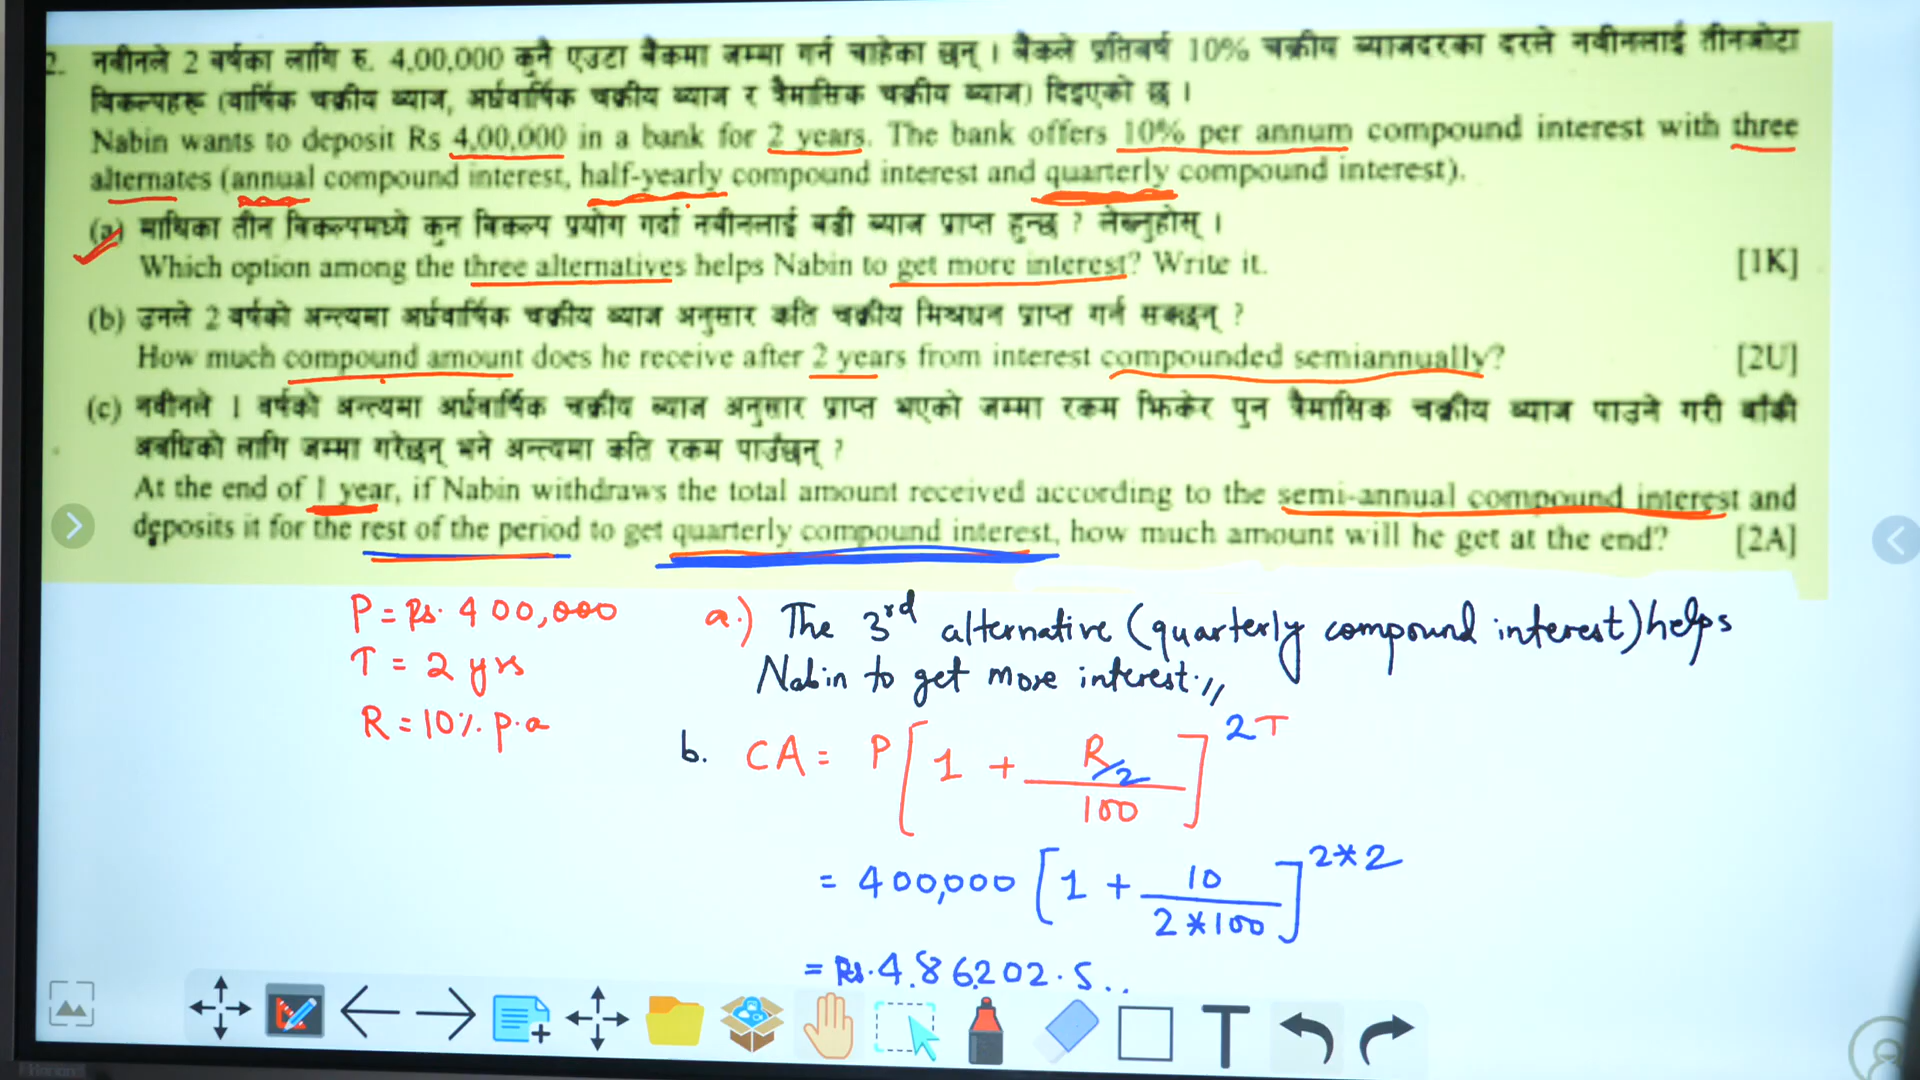 2. नवीनले 2 वर्षका लागि रु. 4,00,000 कुनै एउटा बैंकमा जम्मा गर्न चाहेका छन् । बैंकले प्रतिवर्ष 10% चक्रीय ब्याजदरका दरले नवीनलाई तीनओटा
विकल्पहरू (वार्षिक चक्रीय ब्याज, अर्धवार्षिक चक्रीय ब्याज र त्रैमासिक चक्रीय ब्याज) दिइएको छ ।
Nabin wants to deposit Rs 4,00,000 in a bank for 2 years. The bank offers 10% per annum compound interest with three
alternates (annual compound interest, half-yearly compound interest and quarterly compound interest).
(a) माथिका तीन विकल्पमध्ये कुन विकल्प प्रयोग गर्दा नवीनलाई बढी ब्याज प्राप्त हुन्छ ? लेख्नुहोस् ।
Which option among the three alternatives helps Nabin to get more interest? Write it. [1K]
(b) उनले 2 वर्षको अन्त्यमा अर्धवार्षिक चक्रीय ब्याज अनुसार कति चक्रीय मिश्रधन प्राप्त गर्न सक्छन् ?
How much compound amount does he receive after 2 years from interest compounded semiannually? [2U]
(c) नवीनले 1 वर्षको अन्त्यमा अर्धवार्षिक चक्रीय ब्याज अनुसार प्राप्त भएको जम्मा रकम झिकेर पुन त्रैमासिक चक्रीय ब्याज पाउने गरी बाँकी
अवधिको लागि जम्मा गरेछन् भने अन्त्यमा कति रकम पाउँछन् ?
At the end of 1 year, if Nabin withdraws the total amount received according to the semi-annual compound interest and
deposits it for the rest of the period to get quarterly compound interest, how much amount will he get at the end? [2A]
P = Rs. 400,000
T = 2 yrs
R = 10% p.a
a.) The 3rd alternative (quarterly compound interest) helps
Nabin to get more interest.//
b. CA = P [1 + R/2 / 100]^2T
= 400,000 [1 + 10 / 2*100]^2*2
= Rs. 4,86,202.5..